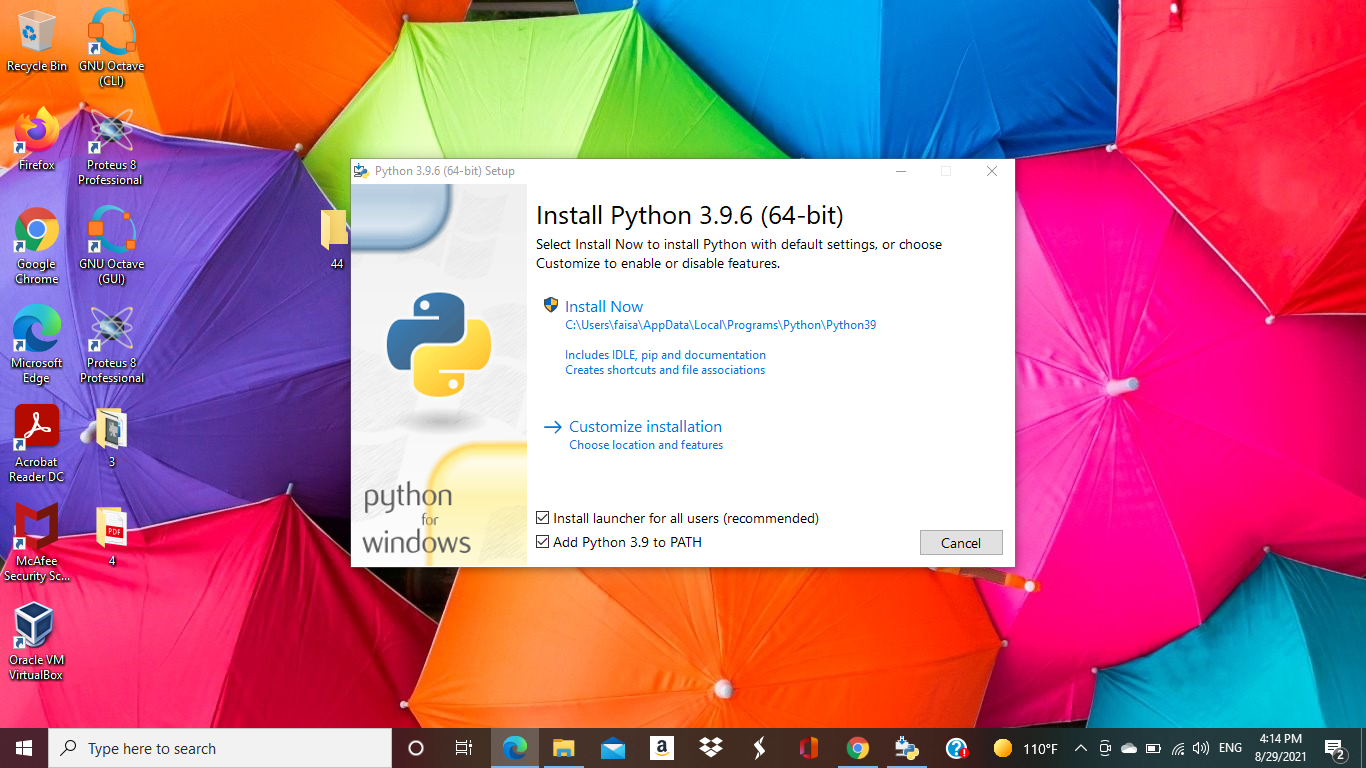 Recycle Bin
GNU Octave
(CLI)
Firefox
Proteus 8
Professional
Google
Chrome
GNU Octave
(GUI)
44
Microsoft
Edge
Proteus 8
Professional
Acrobat
Reader DC
3
McAfee
Security Sc...
PDF
4
Oracle VM
VirtualBox
Python 3.9.6 (64-bit) Setup
Install Python 3.9.6 (64-bit)
Select Install Now to install Python with default settings, or choose
Customize to enable or disable features.
Install Now
C:\Users\faisa\AppData\Local\Programs\Python\Python39
Includes IDLE, pip and documentation
Creates shortcuts and file associations
Customize installation
Choose location and features
python
for
windows
Install launcher for all users (recommended)
Add Python 3.9 to PATH
Cancel
Type here to search
a
110°F
ENG
4:14 PM
8/29/2021
2